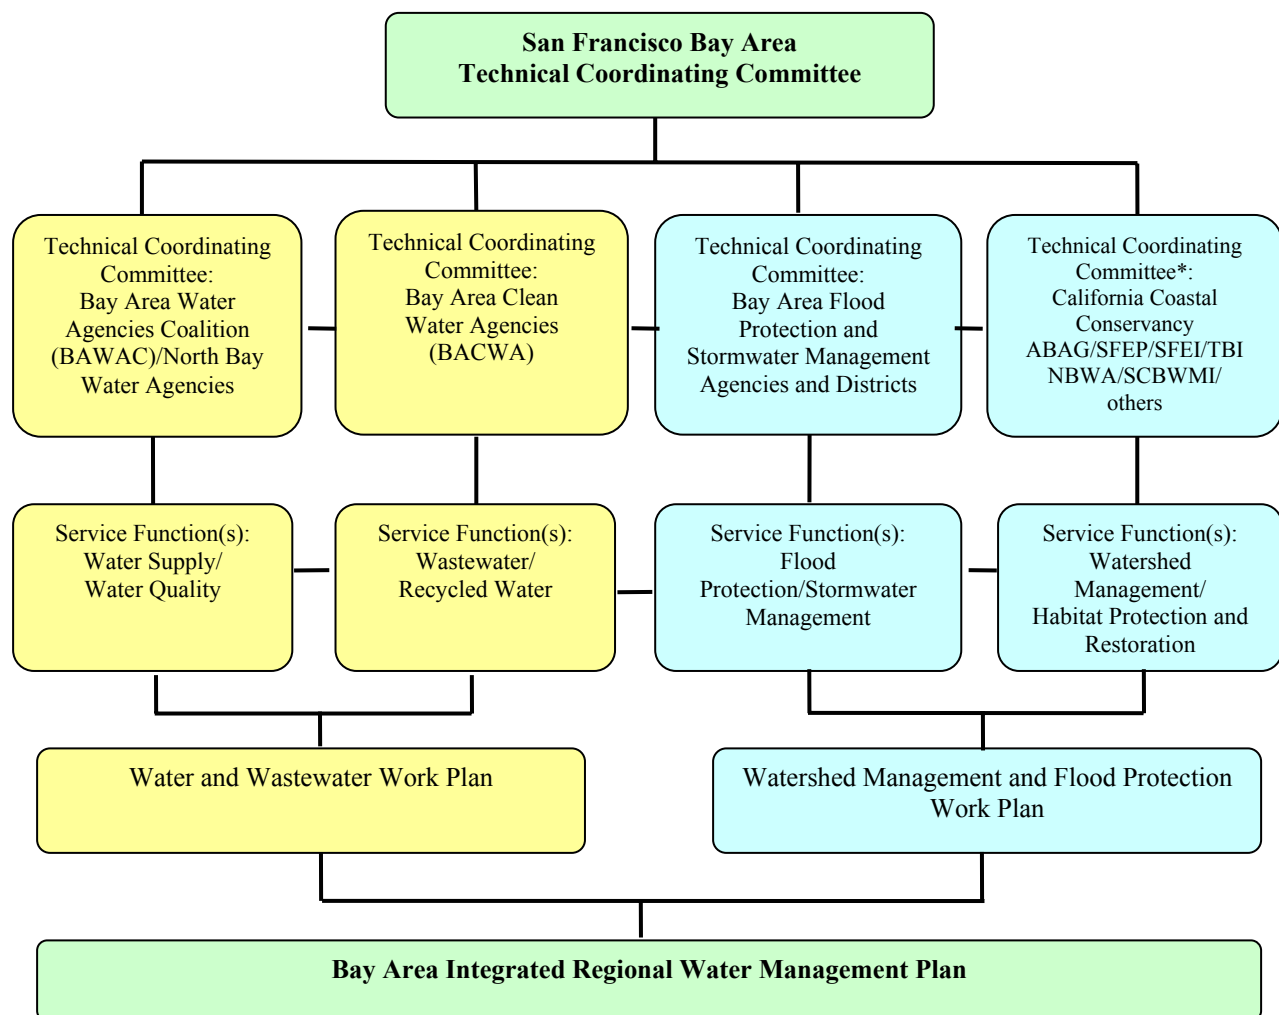 San Francisco Bay Area
Technical Coordinating Committee
Technical Coordinating
Committee:
Bay Area Water
Agencies Coalition
(BAWAC)/North Bay
Water Agencies
Technical Coordinating
Committee:
Bay Area Clean
Water Agencies
(BACWA)
Technical Coordinating
Committee:
Bay Area Flood
Protection and
Stormwater Management
Agencies and Districts
Technical Coordinating
Committee*:
California Coastal
Conservancy
ABAG/SFEP/SFEI/TBI
NBWA/SCBWMI/
others
Service Function(s):
Water Supply/
Water Quality
Service Function(s):
Wastewater/
Recycled Water
Service Function(s):
Flood
Protection/Stormwater
Management
Service Function(s):
Watershed
Management/
Habitat Protection and
Restoration
Water and Wastewater Work Plan
Watershed Management and Flood Protection
Work Plan
Bay Area Integrated Regional Water Management Plan